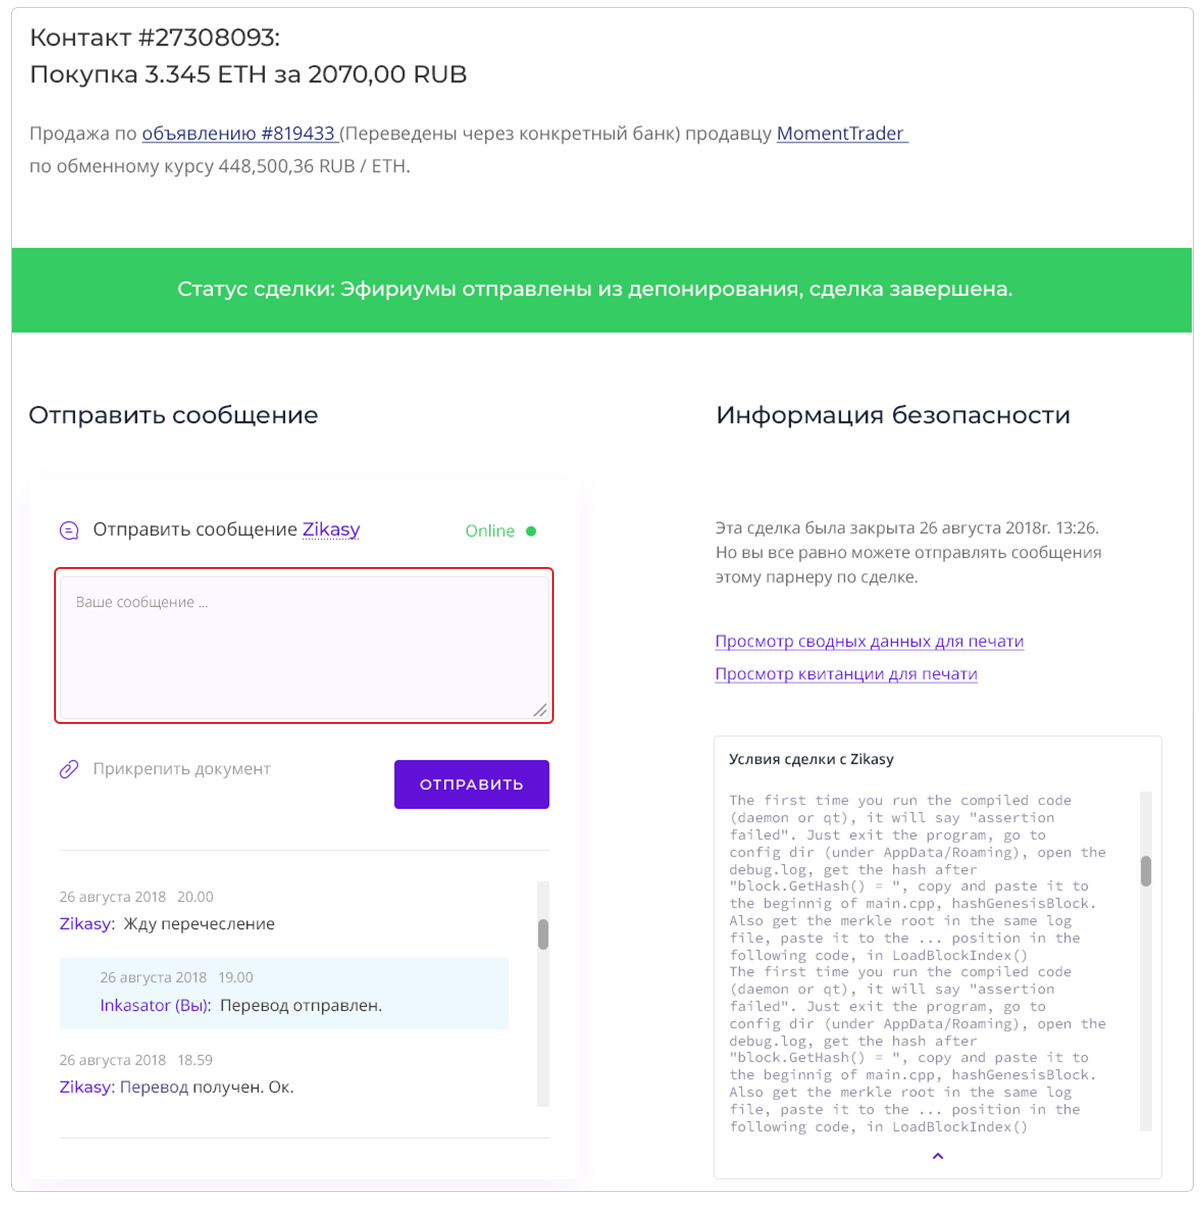 Контакт #27308093:
Покупка 3.345 ETH за 2070,00 RUB
Продажа по объявлению #819433 (Переведены через конкретный банк) продавцу MomentTrader
по обменному курсу 448,500,36 RUB / ETH.
Статус сделки: Эфириумы отправлены из депонирования, сделка завершена.
Отправить сообщение
Отправить сообщение Zikasy
Online
Ваше сообщение ...
Прикрепить документ
ОТПРАВИТЬ
26 августа 2018 20.00
Zikasy: Жду перечесление
26 августа 2018 19.00
Inkasator (Вы): Перевод отправлен.
26 августа 2018 18.59
Zikasy: Перевод получен. Ок.
Информация безопасности
Эта сделка была закрыта 26 августа 2018г. 13:26.
Но вы все равно можете отправлять сообщения
этому парнеру по сделке.
Просмотр сводных данных для печати
Просмотр квитанции для печати
Услвия сделки с Zikasy
The first time you run the compiled code
(daemon or qt), it will say "assertion
failed". Just exit the program, go to
config dir (under AppData/Roaming), open the
debug.log, get the hash after
"block.GetHash() = ", copy and paste it to
the beginnig of main.cpp, hashGenesisBlock.
Also get the merkle root in the same log
file, paste it to the ... position in the
following code, in LoadBlockIndex()
The first time you run the compiled code
(daemon or qt), it will say "assertion
failed". Just exit the program, go to
config dir (under AppData/Roaming), open the
debug.log, get the hash after
"block.GetHash() = ", copy and paste it to
the beginnig of main.cpp, hashGenesisBlock.
Also get the merkle root in the same log
file, paste it to the ... position in the
following code, in LoadBlockIndex()